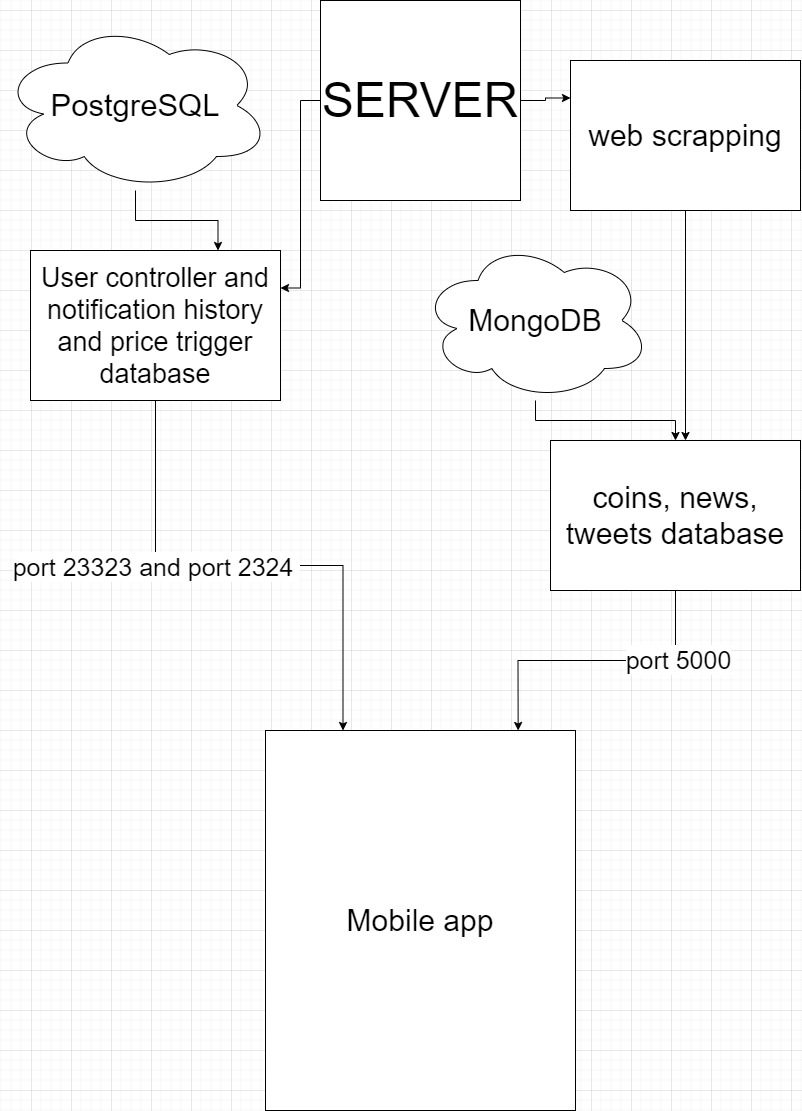 SERVER
PostgreSQL
web scrapping
User controller and
notification history
and price trigger
database
MongoDB
coins, news,
tweets database
port 23323 and port 2324
port 5000
Mobile app